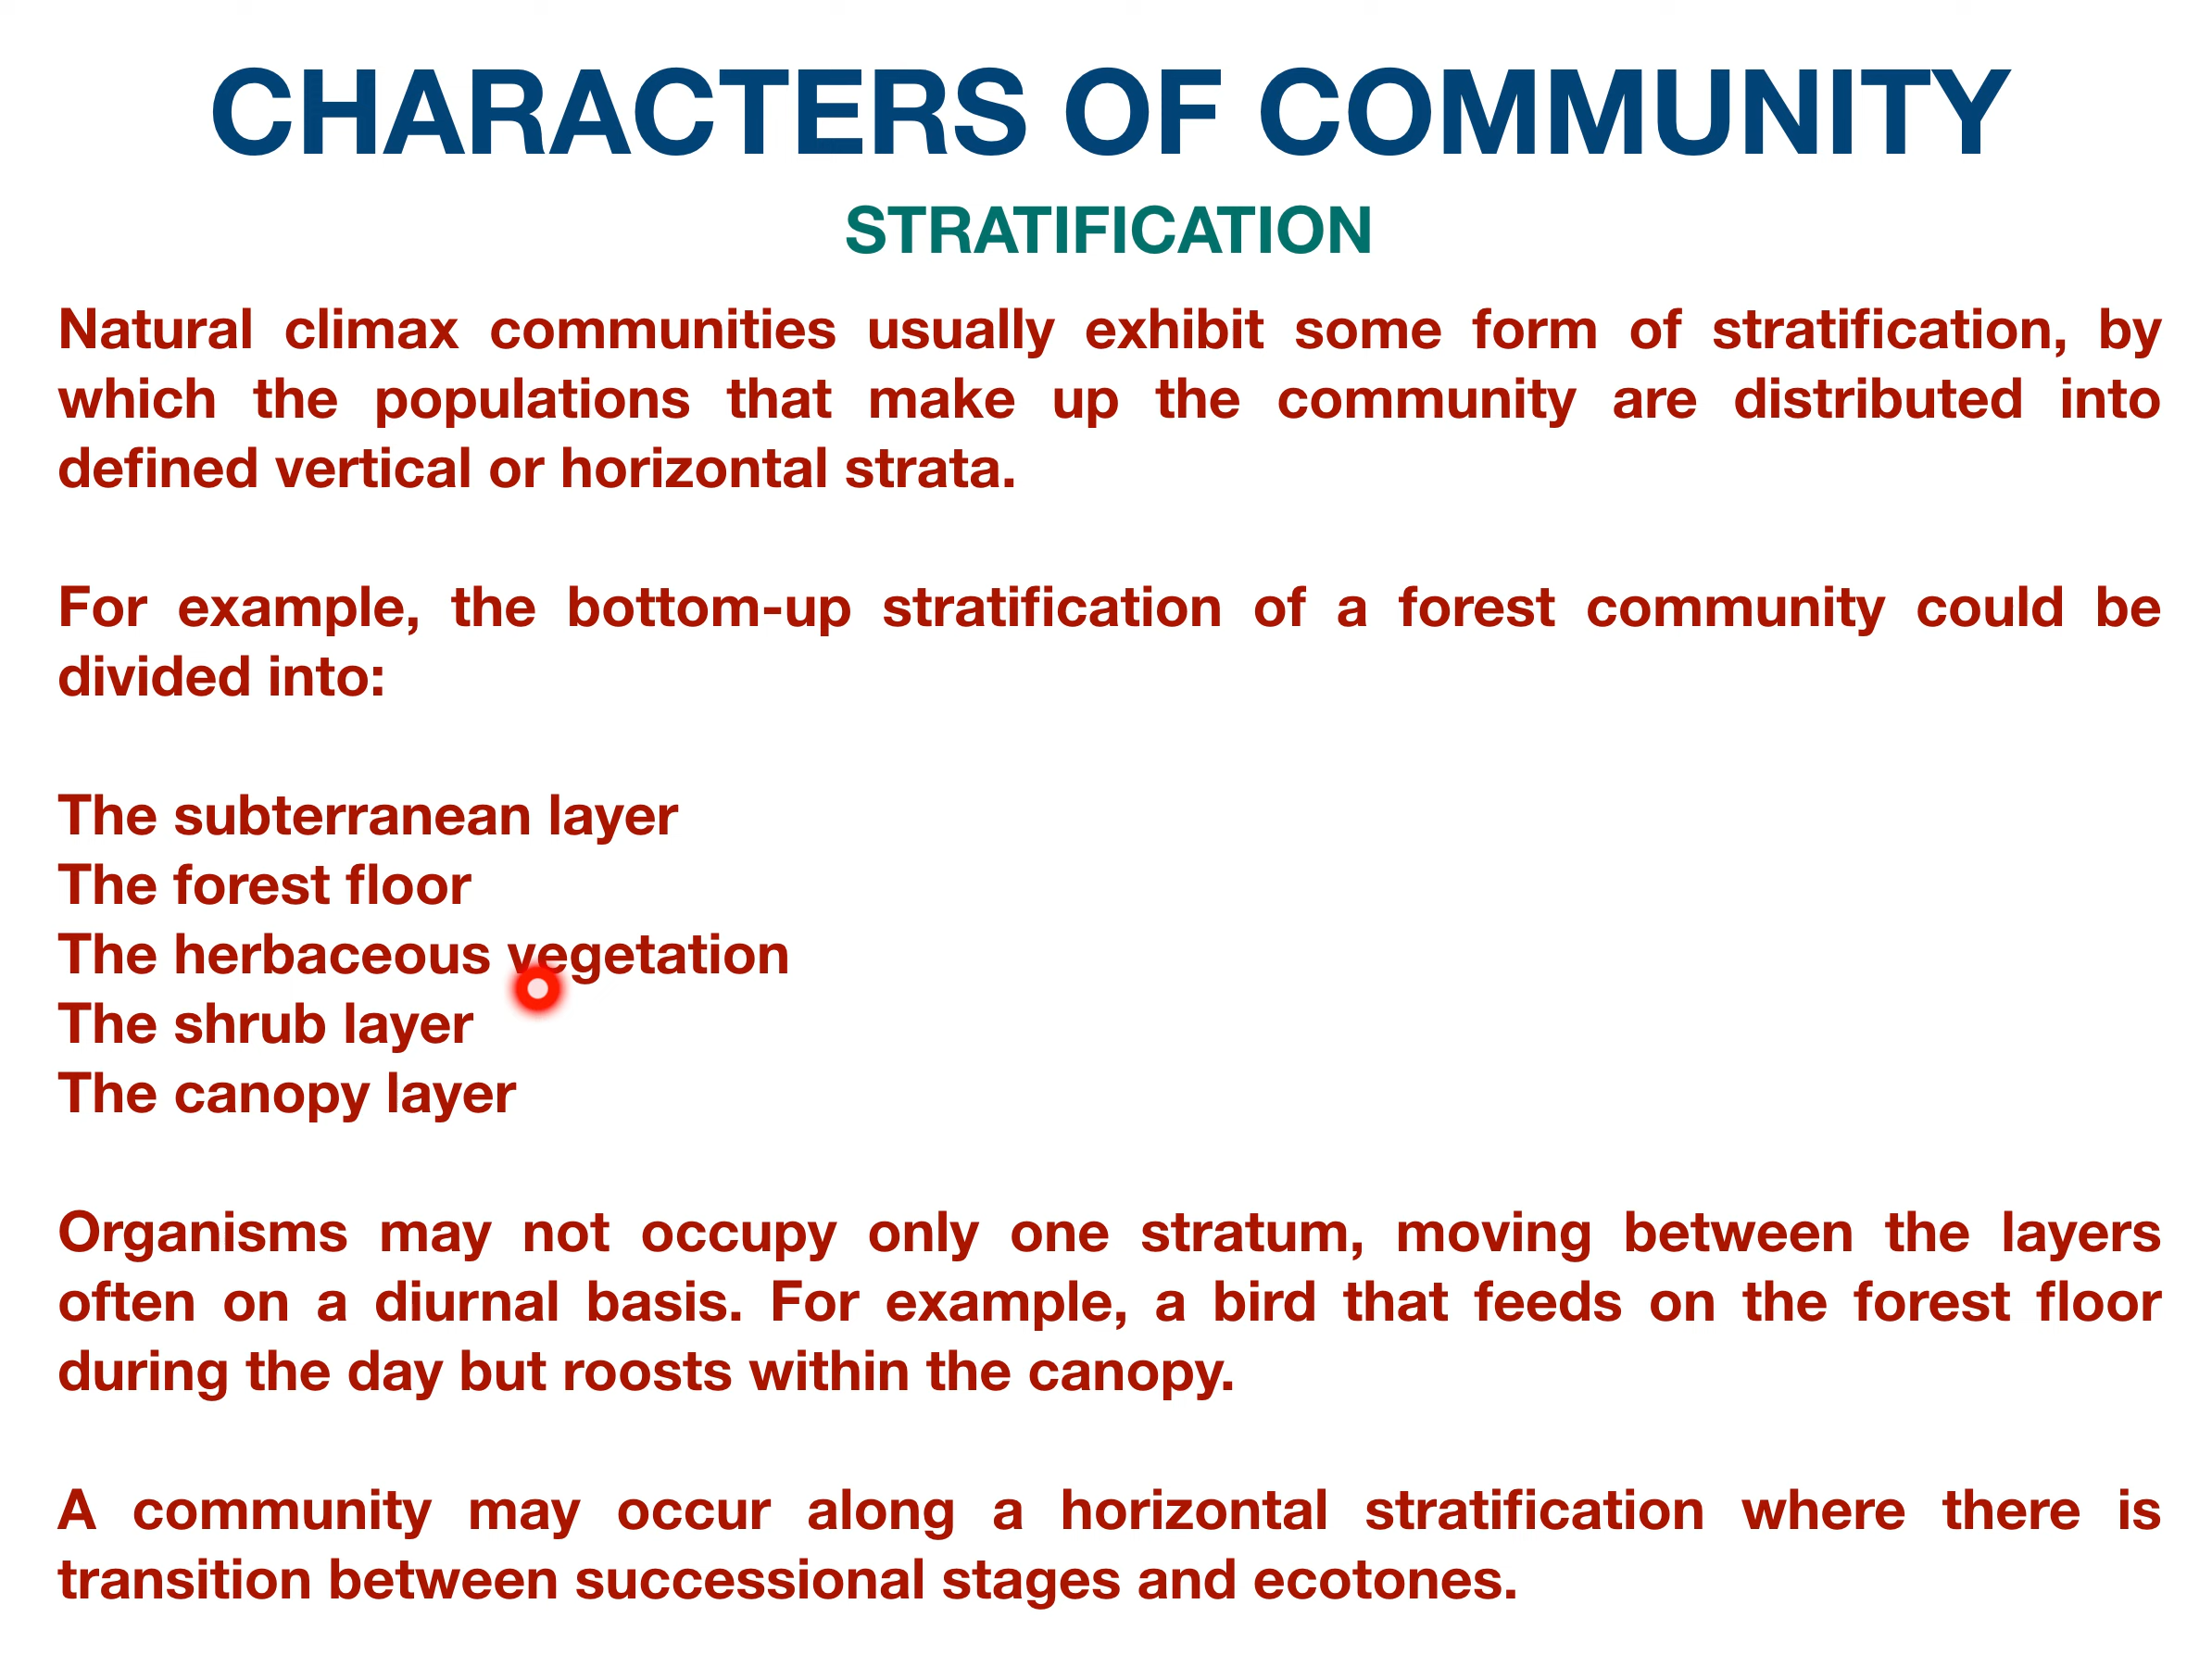 CHARACTERS OF COMMUNITY
STRATIFICATION
Natural climax communities usually exhibit some form of stratification, by
which the populations that make up the community are distributed into
defined vertical or horizontal strata.
For example, the bottom-up stratification of a forest community could be
divided into:
The subterranean layer
The forest floor
The herbaceous vegetation
The shrub layer
The canopy layer
Organisms may not occupy only one stratum, moving between the layers
often on a diurnal basis. For example, a bird that feeds on the forest floor
during the day but roosts within the canopy.
A community may occur along a horizontal stratification where there is
transition between successional stages and ecotones.